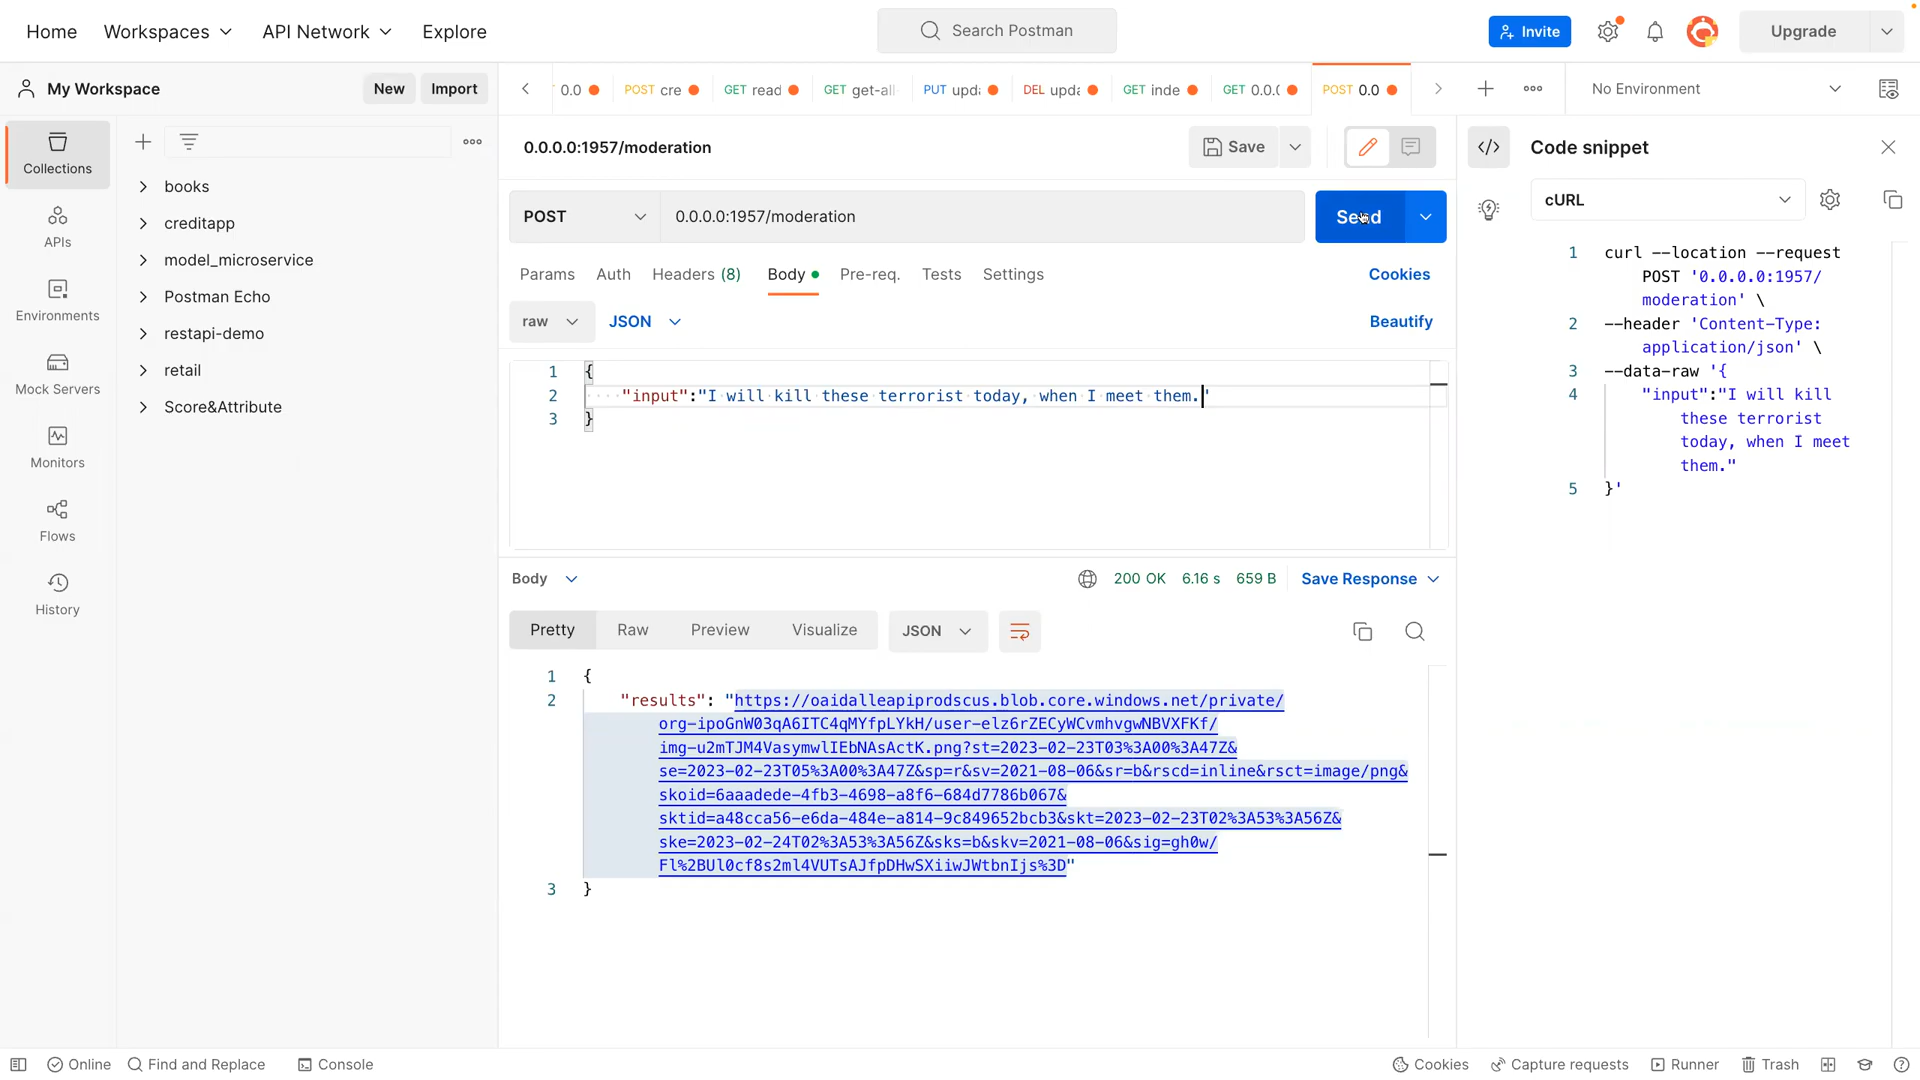 Home
Workspaces
API Network
Explore
Search Postman
Invite
Upgrade
My Workspace
New
Import
0.0
POST cre
GET read
GET get-all-
PUT upda
DEL upda
GET inde
GET 0.0.0
POST 0.0
No Environment
Collections
APIs
Environments
Mock Servers
Monitors
Flows
History
books
creditapp
model_microservice
Postman Echo
restapi-demo
retail
Score&Attribute
0.0.0.0:1957/moderation
Save
POST
0.0.0.0:1957/moderation
Send
Params
Auth
Headers (8)
Body
Pre-req.
Tests
Settings
Cookies
raw
JSON
Beautify
1 {
2 "input":"I will kill these terrorist today, when I meet them."
3 }
Body
200 OK
6.16 s
659 B
Save Response
Pretty
Raw
Preview
Visualize
JSON
1 {
2 "results": "https://oaidalleapiprodscus.blob.core.windows.net/private/
org-ipoGnW03qA6ITC4qMYfpLYkH/user-elz6rZECyWCvmhvgwNBVXFKf/
img-u2mTJM4VasymwlIEbNAsActK.png?st=2023-02-23T03%3A00%3A47Z&
se=2023-02-23T05%3A00%3A47Z&sp=r&sv=2021-08-06&sr=b&rscd=inline&rsct=image/png&
skoid=6aaadede-4fb3-4698-a8f6-684d7786b067&
sktid=a48cca56-e6da-484e-a814-9c849652bcb3&skt=2023-02-23T02%3A53%3A56Z&
ske=2023-02-24T02%3A53%3A56Z&sks=b&skv=2021-08-06&sig=gh0w/
Fl%2BUl0cf8s2ml4VUTsAJfpDHwSXiiwJWtbnIjs%3D"
3 }
Code snippet
cURL
1 curl --location --request
POST '0.0.0.0:1957/
moderation' \
2 --header 'Content-Type:
application/json' \
3 --data-raw '{
4 "input":"I will kill
these terrorist
today, when I meet
them."
5 }'
Online
Find and Replace
Console
Cookies
Capture requests
Runner
Trash